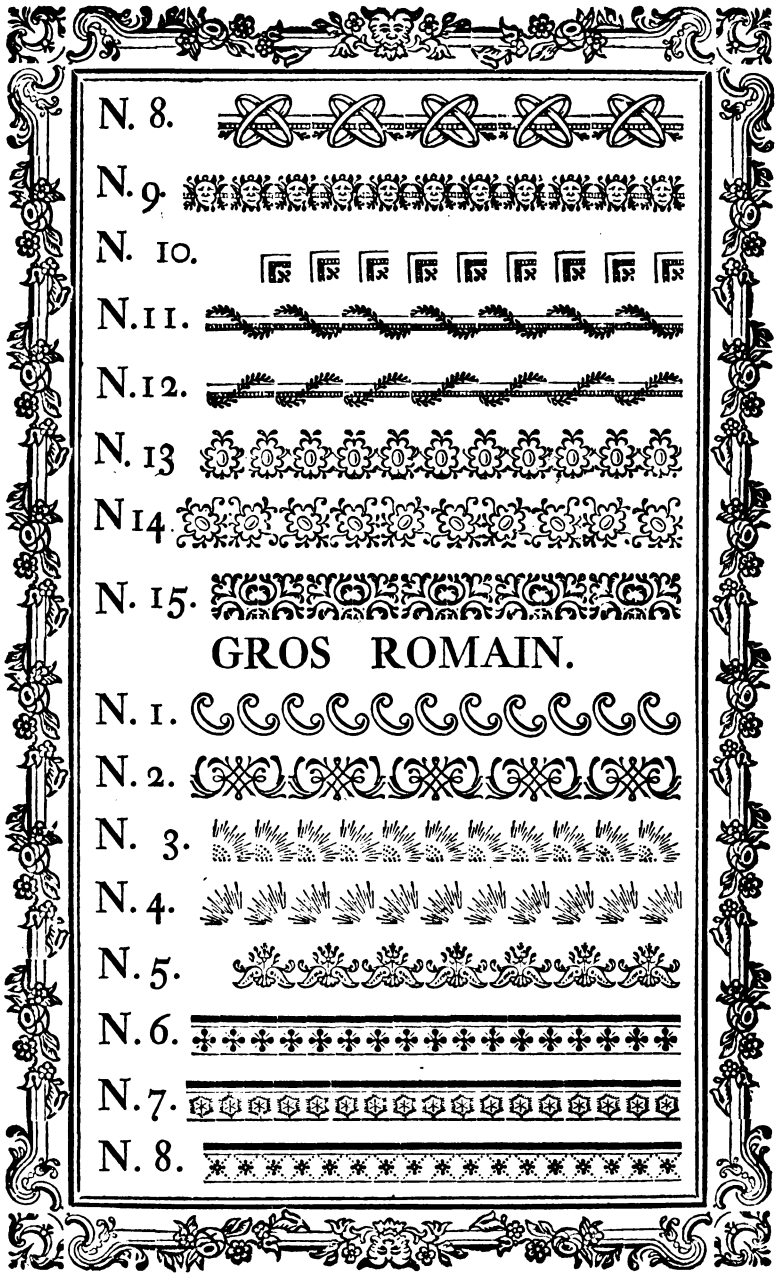 N. 8.
N. 9.
N. 10.
N. 11.
N. 12.
N. 13
N 14.
N. 15.
GROS ROMAIN.
N. 1.
N. 2.
N. 3.
N. 4.
N. 5.
N. 6.
N. 7.
N. 8.